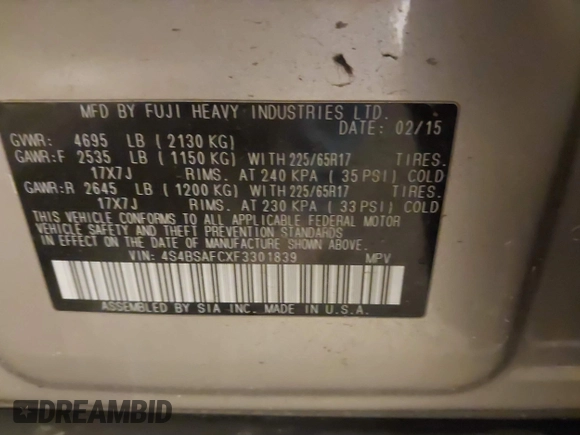 MFD BY FUJI HEAVY INDUSTRIES LTD.
DATE: 02/15
GVWR: 4695 LB (2130 KG)
GAWR:F 2535 LB (1150 KG) WITH 225/65R17 TIRES.
17X7J RIMS. AT 240 KPA (35 PSI) COLD
GAWR:R 2645 LB (1200 KG) WITH 225/65R17 TIRES.
17X7J RIMS. AT 230 KPA (33 PSI) COLD
THIS VEHICLE CONFORMS TO ALL APPLICABLE FEDERAL MOTOR
VEHICLE SAFETY AND THEFT PREVENTION STANDARDS
IN EFFECT ON THE DATE OF MANUFACTURE SHOWN ABOVE.
VIN: 4S4BSAFCXF3301839 MPV
ASSEMBLED BY SIA INC. MADE IN U.S.A.
DREAMBID